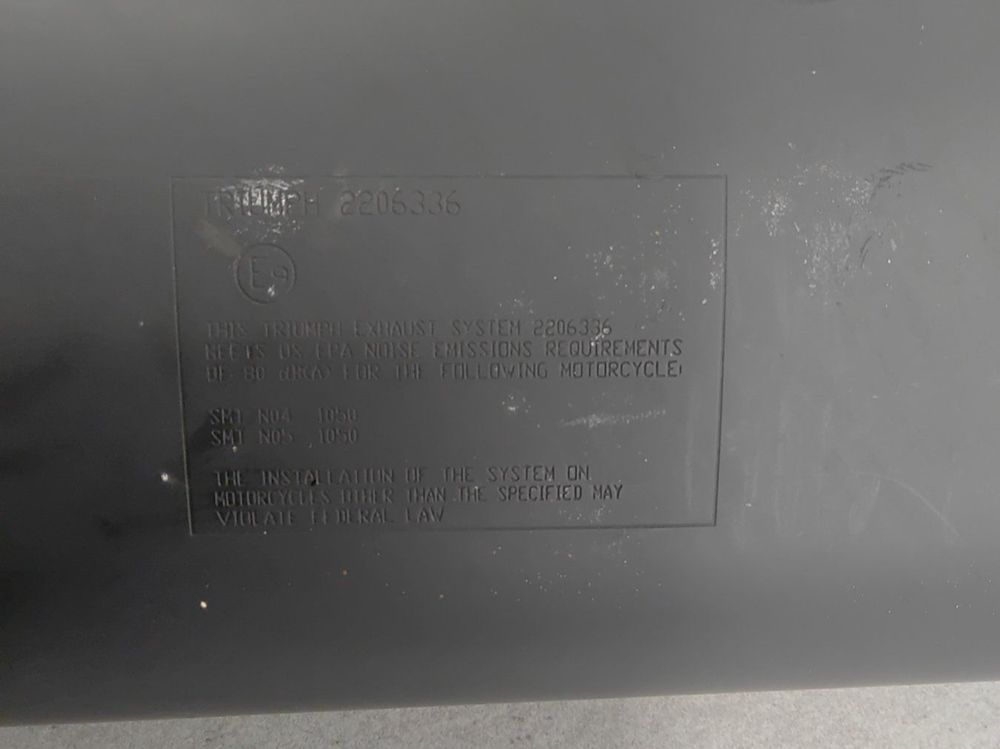 TRIUMPH 2206336
E9
THIS TRIUMPH EXHAUST SYSTEM 2206336
MEETS US EPA NOISE EMISSIONS REQUIREMENTS
OF 80 dB(A) FOR THE FOLLOWING MOTORCYCLE:
SMT N04 1050
SMT N05 1050
THE INSTALLATION OF THE SYSTEM ON
MOTORCYCLES OTHER THAN THE SPECIFIED MAY
VIOLATE FEDERAL LAW